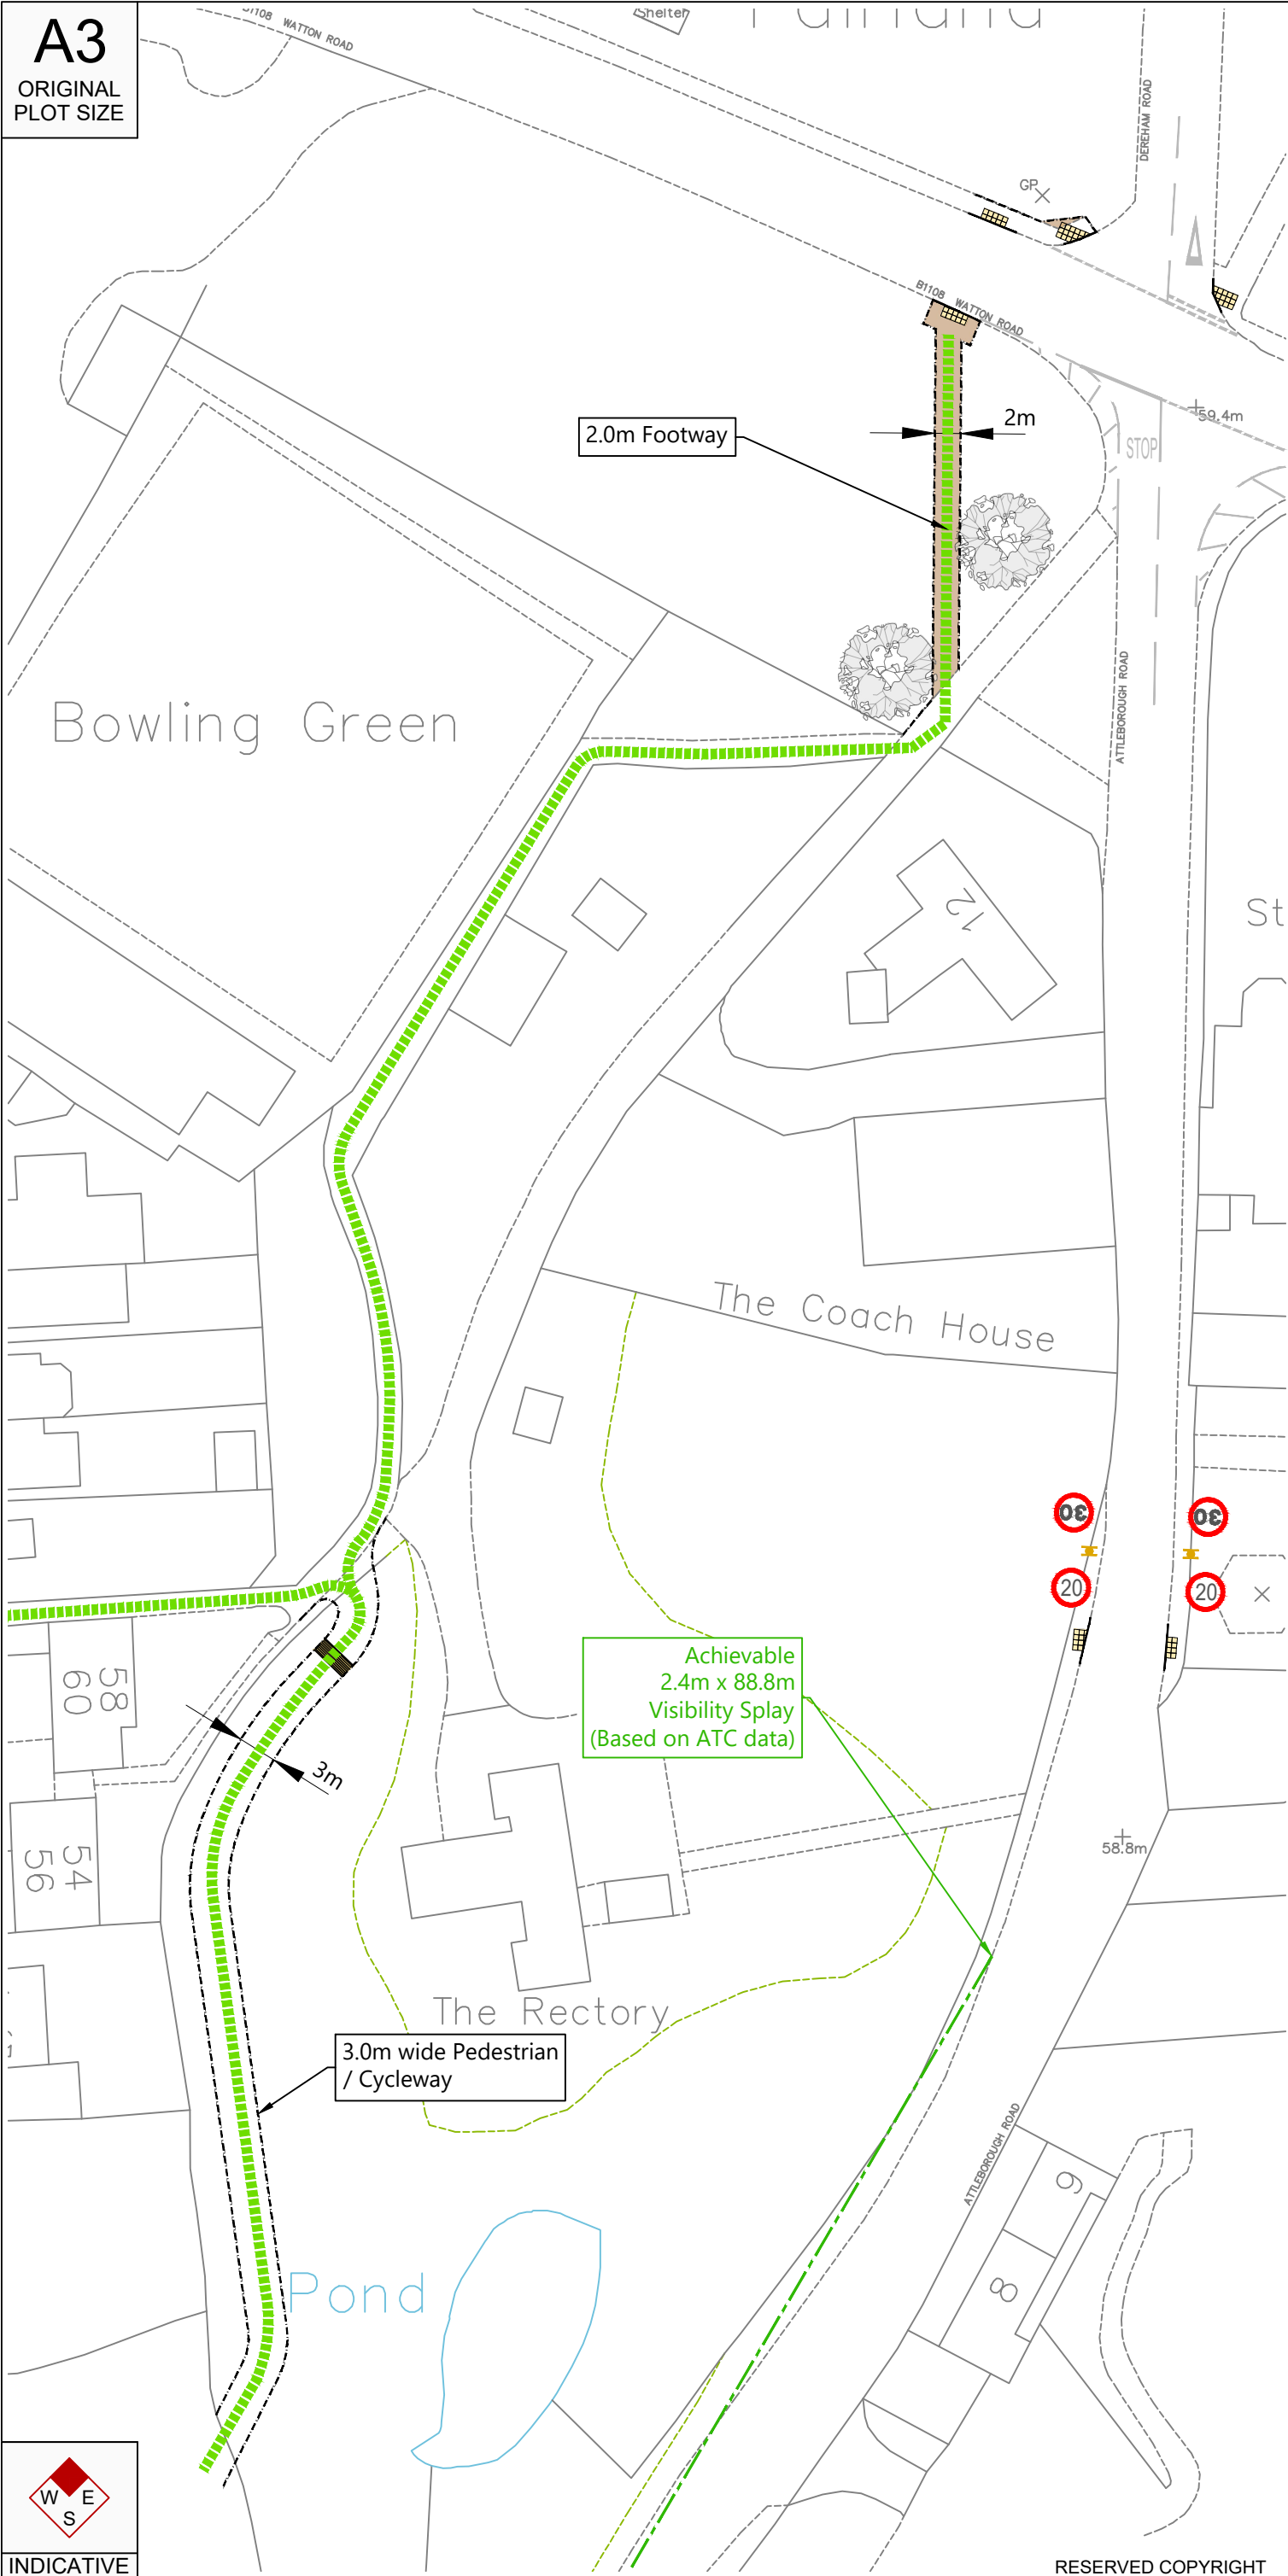 A3
ORIGINAL
PLOT SIZE
B1108 WATTON ROAD
Shelter
DEREHAM ROAD
GP
B1108 WATTON ROAD
59.4m
STOP
2.0m Footway
2m
ATTLEBOROUGH ROAD
Bowling Green
12
St
The Coach House
30
30
20
20
58
60
Achievable
2.4m x 88.8m
Visibility Splay
(Based on ATC data)
3m
54
56
58.8m
The Rectory
3.0m wide Pedestrian
/ Cycleway
ATTLEBOROUGH ROAD
8
Pond
W E
S
INDICATIVE
RESERVED COPYRIGHT